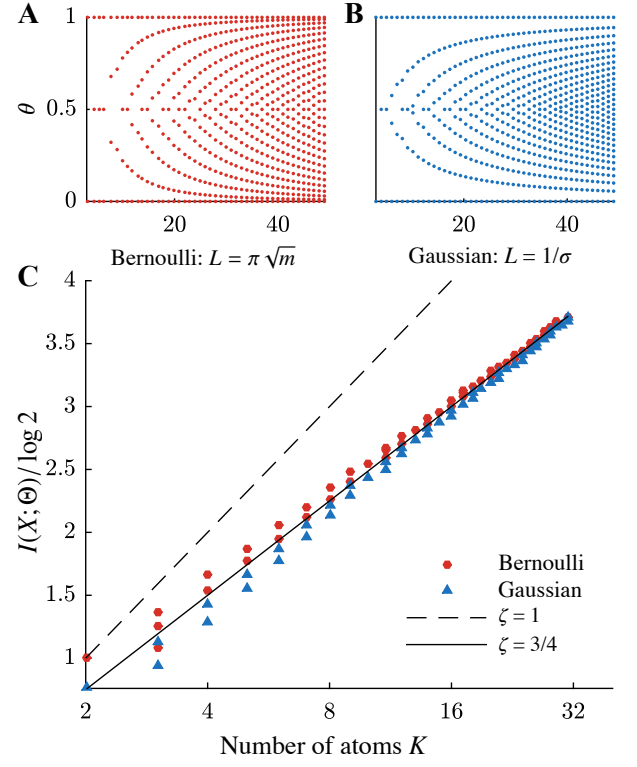 A
B
1
0.5
0
θ
20
40
20
40
Bernoulli: L = π √m
Gaussian: L = 1/σ
C
4
3.5
3
2.5
2
1.5
1
I(X;Θ)/ log 2
Bernoulli
Gaussian
ζ = 1
ζ = 3/4
2
4
8
16
32
Number of atoms K